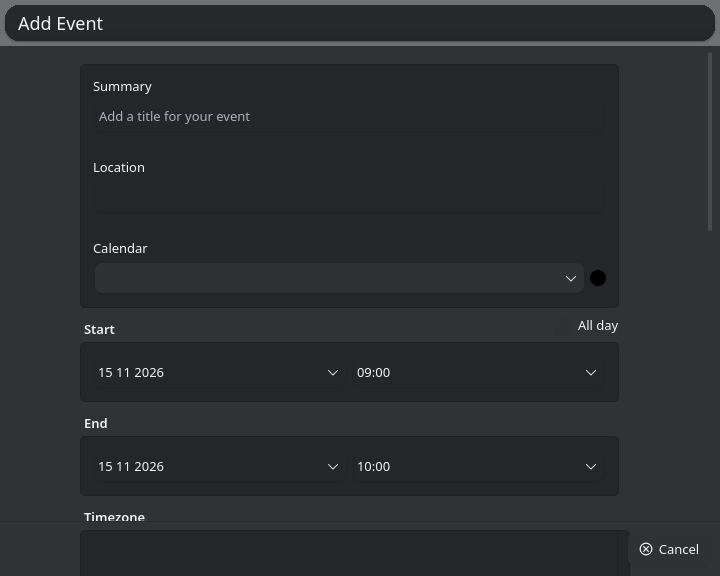 Add Event
Summary
Add a title for your event
Location
Calendar
Start
All day
15 11 2026
09:00
End
15 11 2026
10:00
Timezone
Cancel